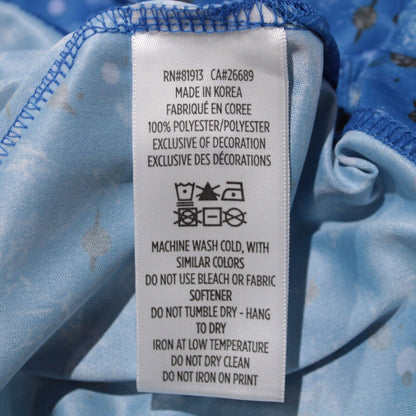 RN#81913 CA#26689
MADE IN KOREA
FABRIQUÉ EN COREE
100% POLYESTER/POLYESTER
EXCLUSIVE OF DECORATION
EXCLUSIVES DES DÉCORATIONS
MACHINE WASH COLD, WITH
SIMILAR COLORS
DO NOT USE BLEACH OR FABRIC
SOFTENER
DO NOT TUMBLE DRY - HANG
TO DRY
IRON AT LOW TEMPERATURE
DO NOT DRY CLEAN
DO NOT IRON ON PRINT